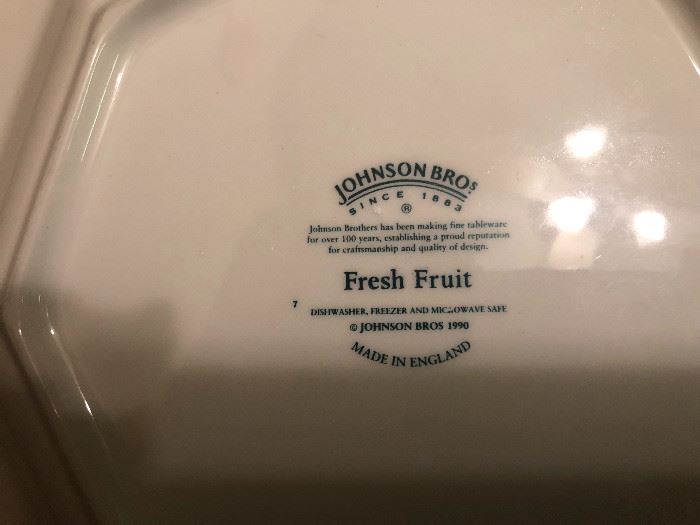 JOHNSON BROS
SINCE 1883
®
Johnson Brothers has been making fine tableware
for over 100 years, establishing a proud reputation
for craftsmanship and quality of design.
Fresh Fruit
7
DISHWASHER, FREEZER AND MICROWAVE SAFE
© JOHNSON BROS 1990
MADE IN ENGLAND